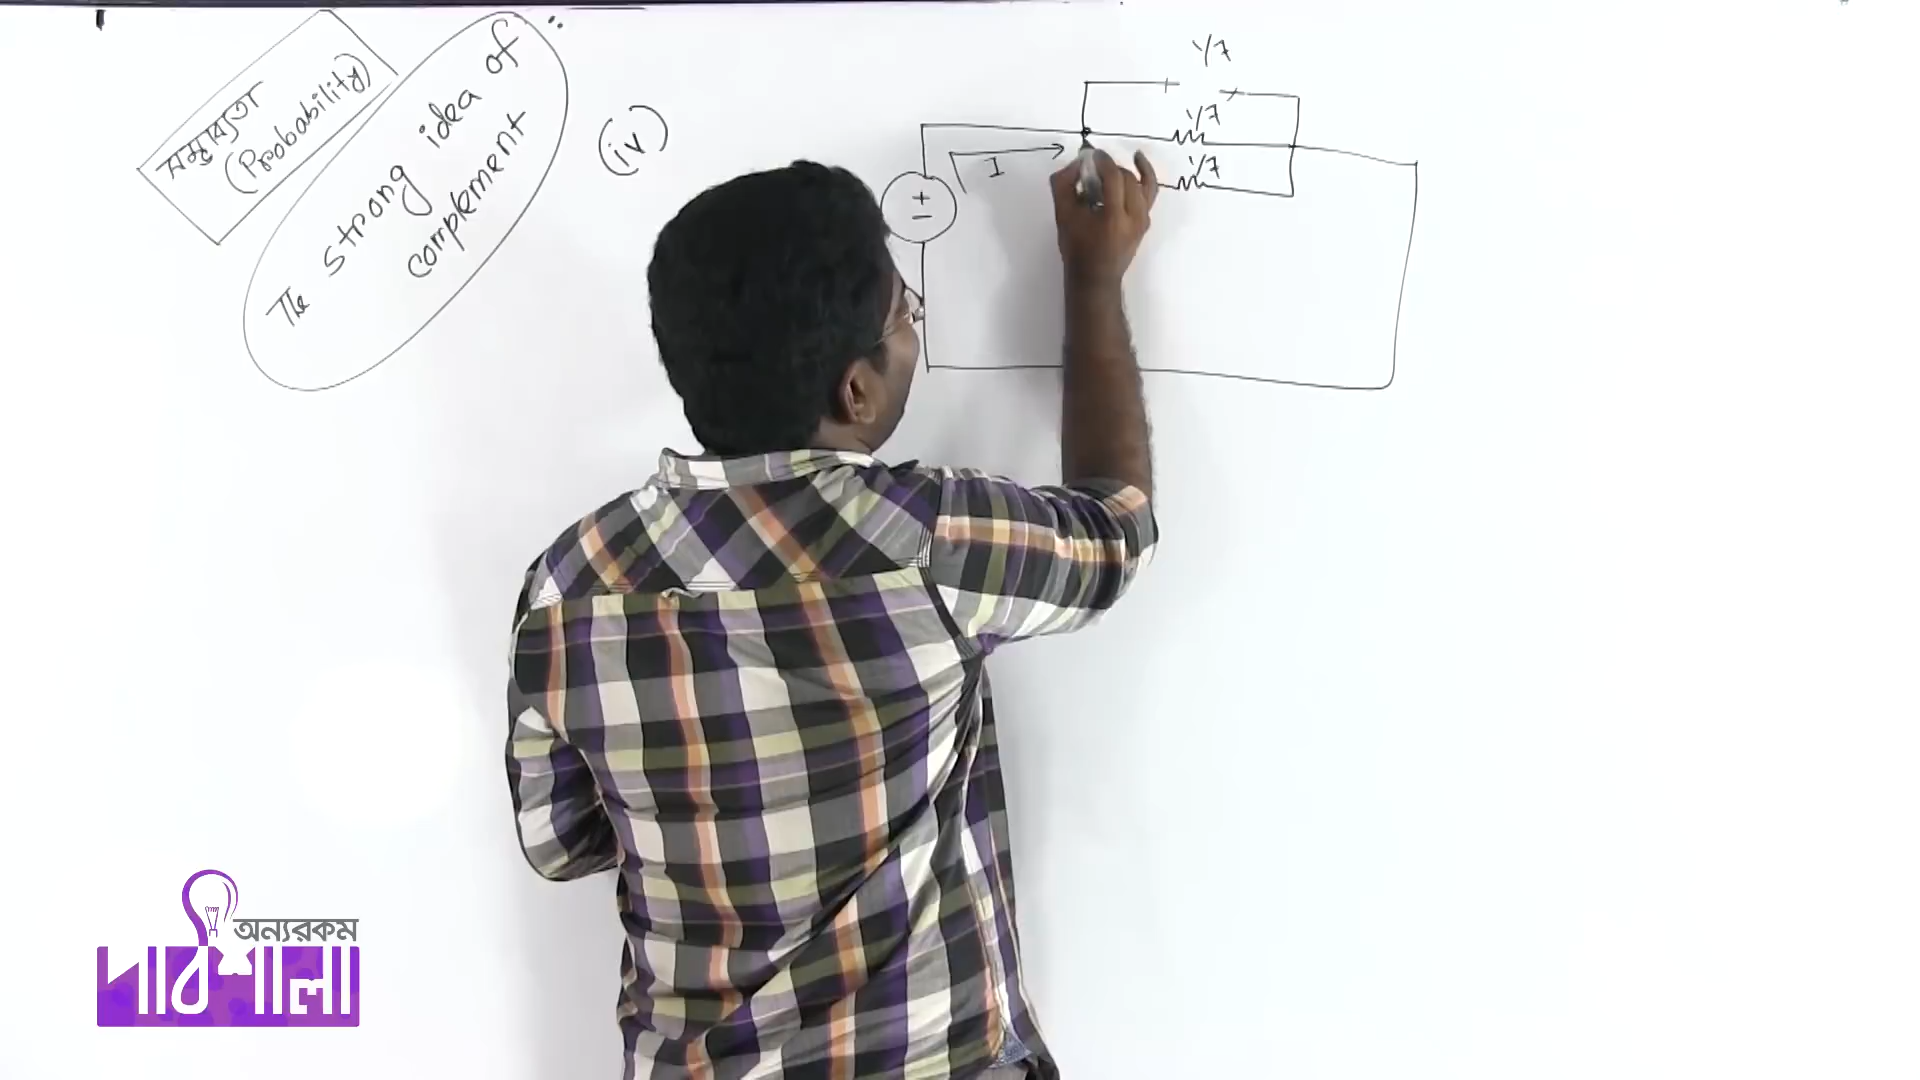 সম্ভাব্যতা
(Probability)
The strong idea of
complement
(iv)
+
−
I
1/7
1/7
1/7
অন্যরকম
পাঠশালা